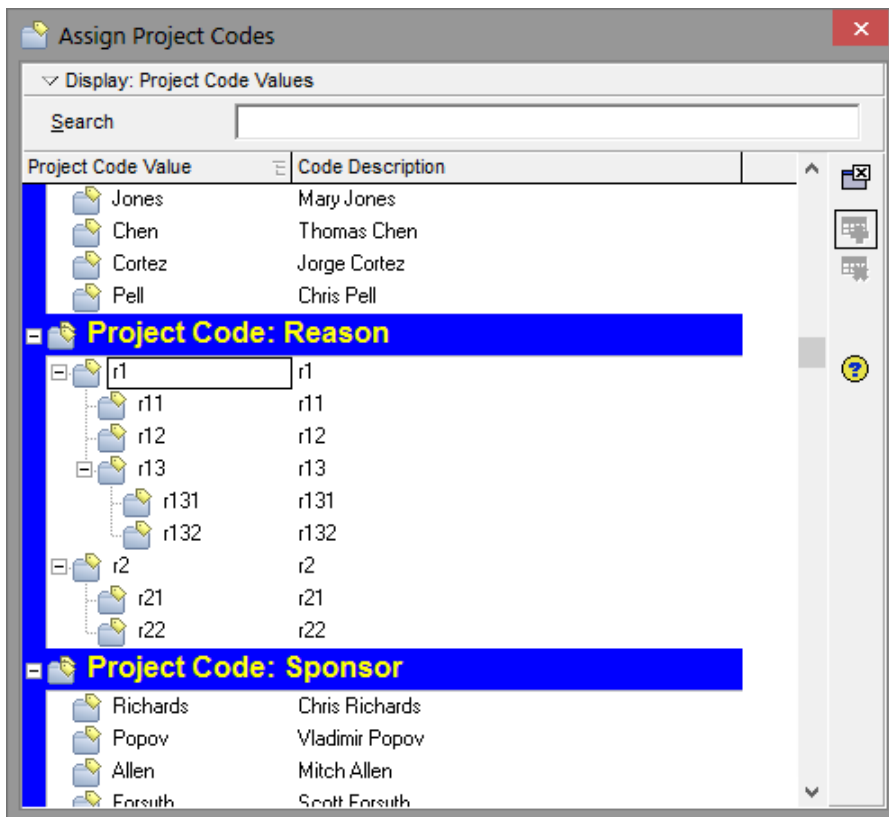 Assign Project Codes
Display: Project Code Values
Search
Project Code Value Code Description
Jones Mary Jones
Chen Thomas Chen
Cortez Jorge Cortez
Pell Chris Pell
Project Code: Reason
r1 r1
r11 r11
r12 r12
r13 r13
r131 r131
r132 r132
r2 r2
r21 r21
r22 r22
Project Code: Sponsor
Richards Chris Richards
Popov Vladimir Popov
Allen Mitch Allen
Forsyth Scott Forsyth